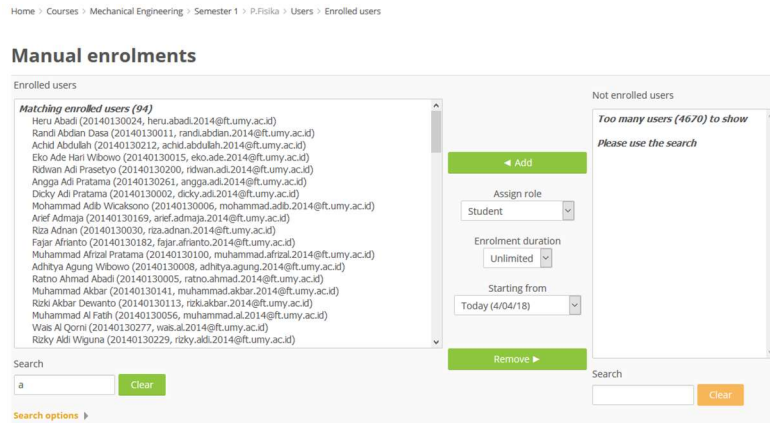 Home > Courses > Mechanical Engineering > Semester 1 > P.Fisika > Users > Enrolled users
Manual enrolments
Enrolled users
Matching enrolled users (94)
Heru Abadi (20140130024, heru.abadi.2014@ft.umy.ac.id)
Randi Abdian Dasa (20140130011, randi.abdian.2014@ft.umy.ac.id)
Achid Abdullah (20140130212, achid.abdullah.2014@ft.umy.ac.id)
Eko Ade Hari Wibowo (20140130015, eko.ade.2014@ft.umy.ac.id)
Ridwan Adi Prasetyo (20140130200, ridwan.adi.2014@ft.umy.ac.id)
Angga Adi Pratama (20140130261, angga.adi.2014@ft.umy.ac.id)
Dicky Adi Pratama (20140130002, dicky.adi.2014@ft.umy.ac.id)
Mohammad Adib Wicaksono (20140130006, mohammad.adib.2014@ft.umy.ac.id)
Arief Admaja (20140130169, arief.admaja.2014@ft.umy.ac.id)
Riza Adnan (20140130030, riza.adnan.2014@ft.umy.ac.id)
Fajar Afrianto (20140130182, fajar.afrianto.2014@ft.umy.ac.id)
Muhammad Afrizal Pratama (20140130100, muhammad.afrizal.2014@ft.umy.ac.id)
Adhitya Agung Wibowo (20140130008, adhitya.agung.2014@ft.umy.ac.id)
Ratno Ahmad Abadi (20140130005, ratno.ahmad.2014@ft.umy.ac.id)
Muhammad Akbar (20140130141, muhammad.akbar.2014@ft.umy.ac.id)
Rizki Akbar Dewanto (20140130113, rizki.akbar.2014@ft.umy.ac.id)
Muhammad Al Fatih (20140130056, muhammad.al.2014@ft.umy.ac.id)
Wais Al Qorni (20140130277, wais.al.2014@ft.umy.ac.id)
Rizky Aldi Wiguna (20140130229, rizky.aldi.2014@ft.umy.ac.id)
Search
a
Clear
Search options
◄ Add
Assign role
Student
Enrolment duration
Unlimited
Starting from
Today (4/04/18)
Remove ►
Not enrolled users
Too many users (4670) to show
Please use the search
Search
Clear